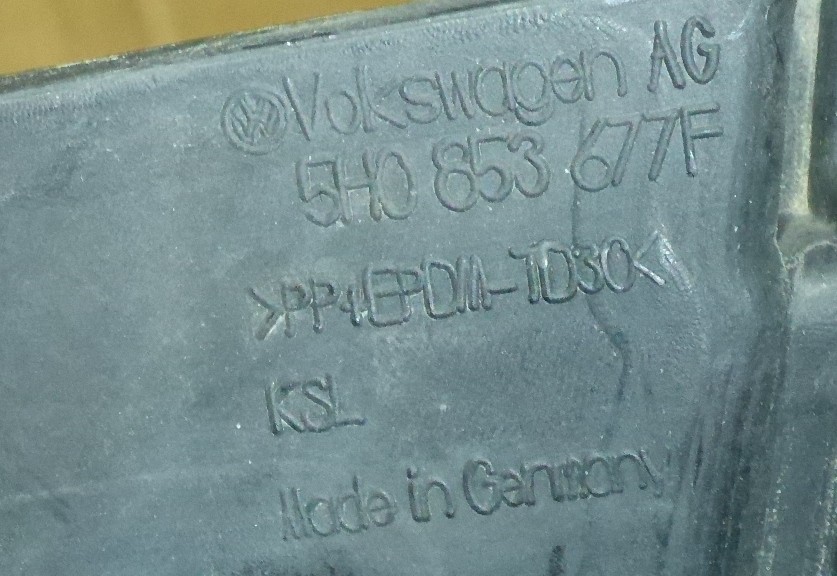 Volkswagen AG
5H0 853 677F
>PP+EPDM-TD30<
KSL
Made in Germany